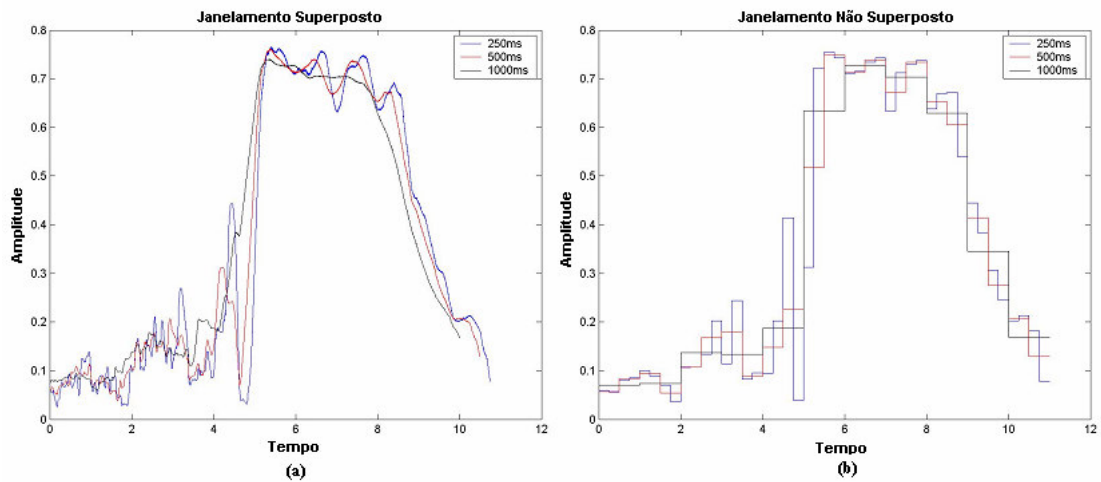 Janelamento Superposto
250ms
500ms
1000ms
Amplitude
0.8
0.7
0.6
0.5
0.4
0.3
0.2
0.1
0
0 2 4 6 8 10 12
Tempo
(a)
Janelamento Não Superposto
250ms
500ms
1000ms
Amplitude
0.8
0.7
0.6
0.5
0.4
0.3
0.2
0.1
0
0 2 4 6 8 10 12
Tempo
(b)